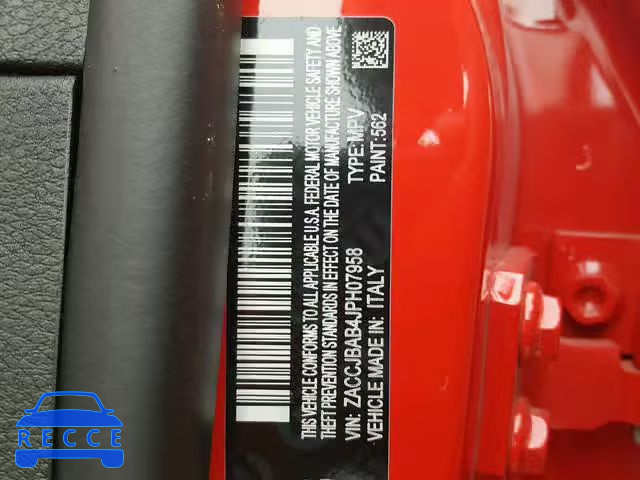 THIS VEHICLE CONFORMS TO ALL APPLICABLE U.S.A. FEDERAL MOTOR VEHICLE SAFETY AND
THEFT PREVENTION STANDARDS IN EFFECT ON THE DATE OF MANUFACTURE SHOWN ABOVE
VIN: ZACCJBAB4JPH07958 TYPE: MPV
VEHICLE MADE IN: ITALY PAINT: 562
RECCE